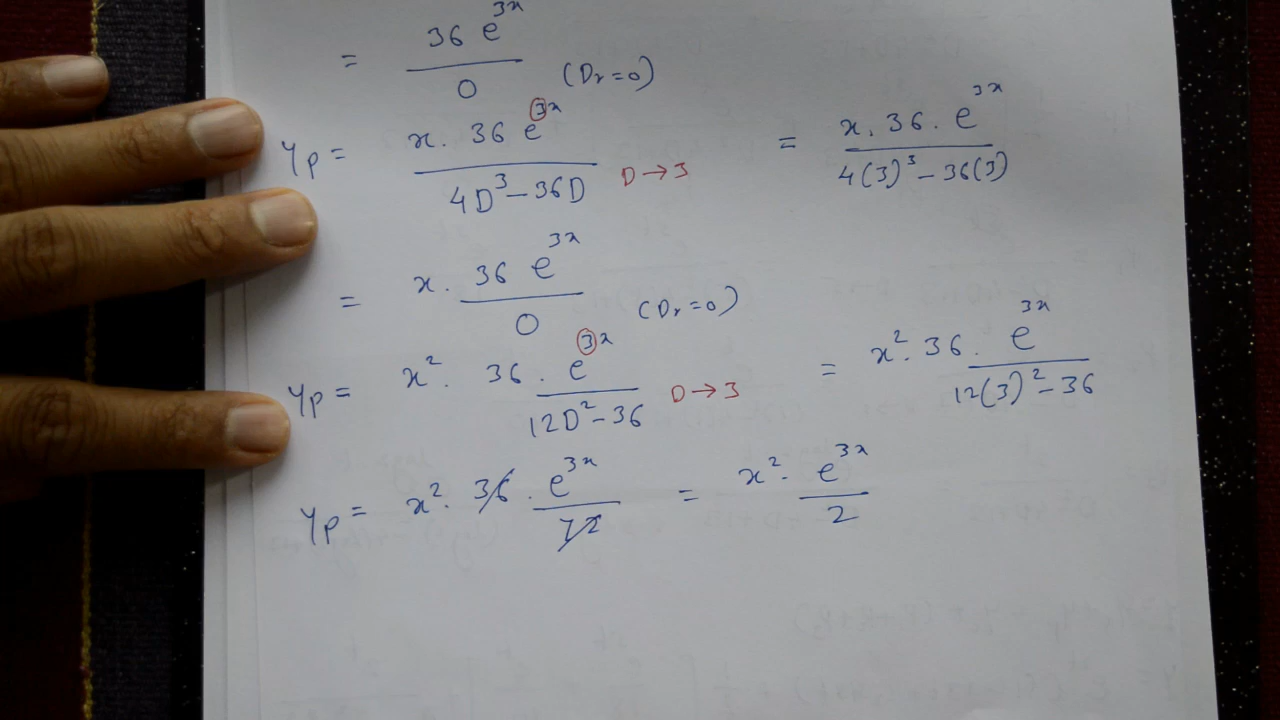 = 36 e^{3x} / 0 (Dr=0)
yp = x. 36 e^{3x} / 4D^3-36D D→3 = x. 36. e^{3x} / 4(3)^3-36(3)
= x. 36 e^{3x} / 0 (Dr=0)
yp = x^2. 36. e^{3x} / 12D^2-36 D→3 = x^2. 36. e^{3x} / 12(3)^2-36
yp = x^2. 36. e^{3x} / 72 = x^2. e^{3x} / 2